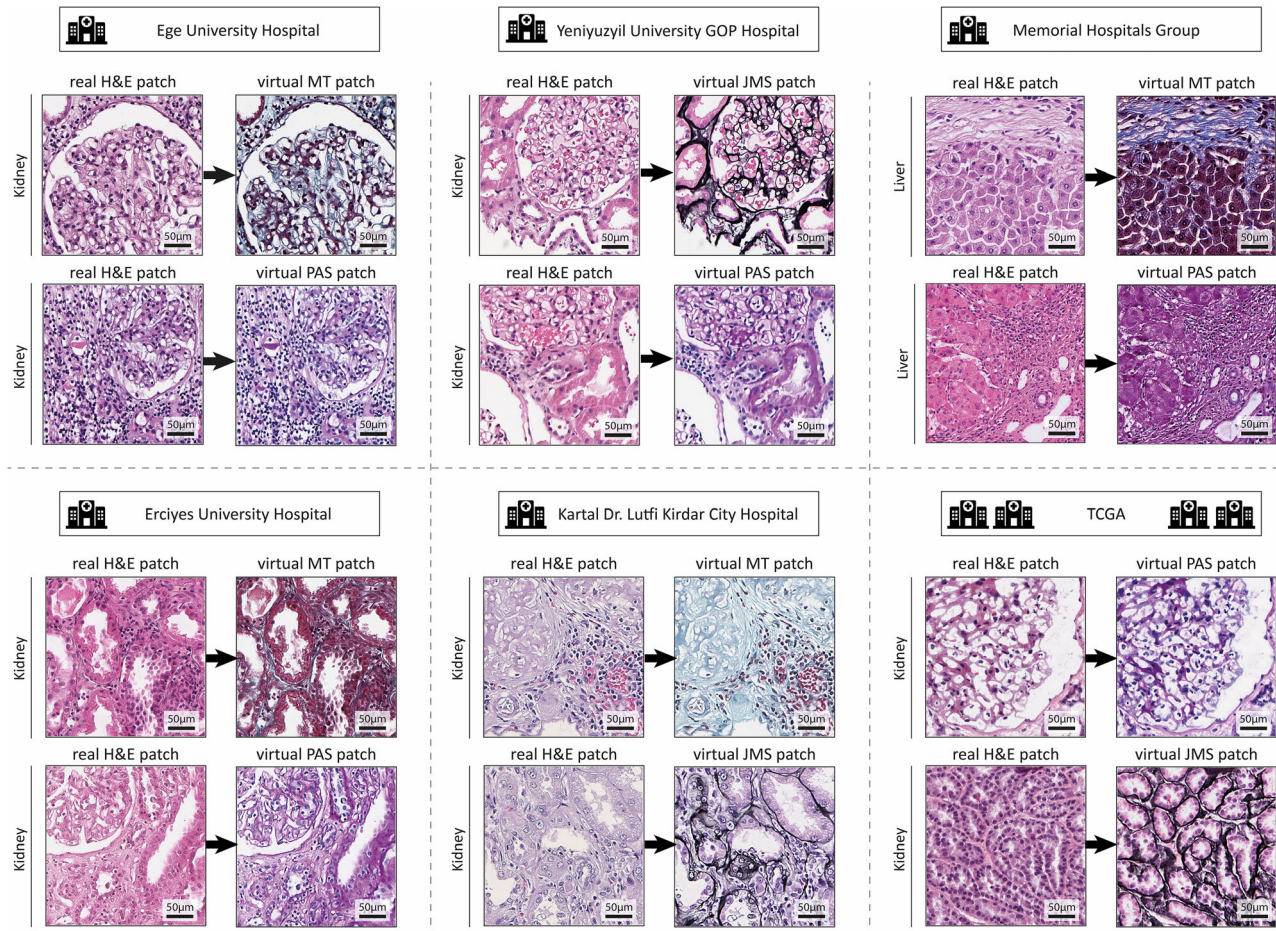 Ege University Hospital
Yeniyuzyil University GOP Hospital
Memorial Hospitals Group
real H&E patch
virtual MT patch
real H&E patch
virtual JMS patch
real H&E patch
virtual MT patch
Kidney
50µm
50µm
Kidney
50µm
50µm
Liver
50µm
50µm
real H&E patch
virtual PAS patch
real H&E patch
virtual PAS patch
real H&E patch
virtual PAS patch
Kidney
50µm
50µm
Kidney
50µm
50µm
Liver
50µm
50µm
Erciyes University Hospital
Kartal Dr. Lutfi Kirdar City Hospital
TCGA
real H&E patch
virtual MT patch
real H&E patch
virtual MT patch
real H&E patch
virtual PAS patch
Kidney
50µm
50µm
Kidney
50µm
50µm
Kidney
50µm
50µm
real H&E patch
virtual PAS patch
real H&E patch
virtual JMS patch
real H&E patch
virtual JMS patch
Kidney
50µm
50µm
Kidney
50µm
50µm
Kidney
50µm
50µm